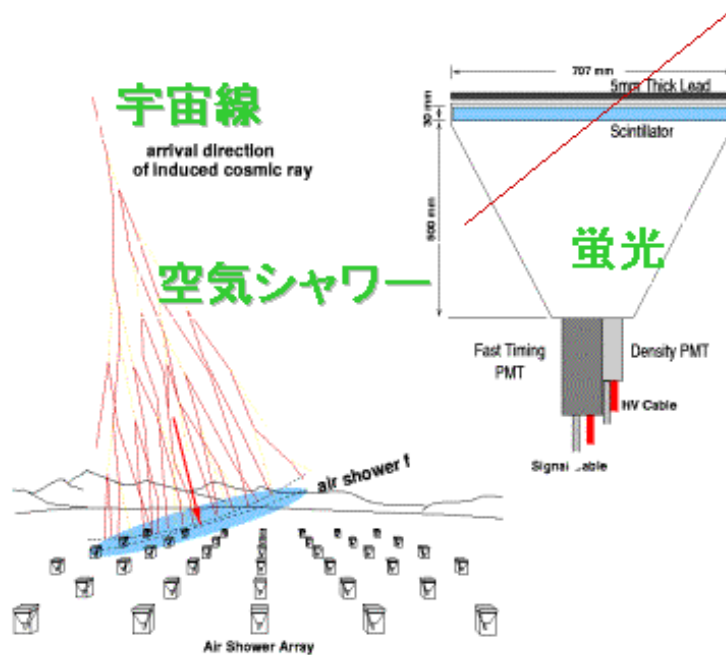 宇宙線
arrival direction
of induced cosmic ray
空気シャワー
air shower f
Air Shower Array
707 mm
5mm Thick Lead
30 mm
Scintillator
500 mm
蛍光
Fast Timing
PMT
Density PMT
HV Cable
Signal able